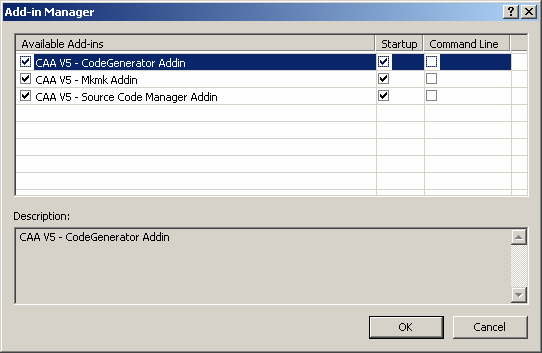 Add-in Manager
Available Add-ins Startup Command Line
CAA V5 - CodeGenerator Addin
CAA V5 - Mkmk Addin
CAA V5 - Source Code Manager Addin
Description:
CAA V5 - CodeGenerator Addin
OK Cancel